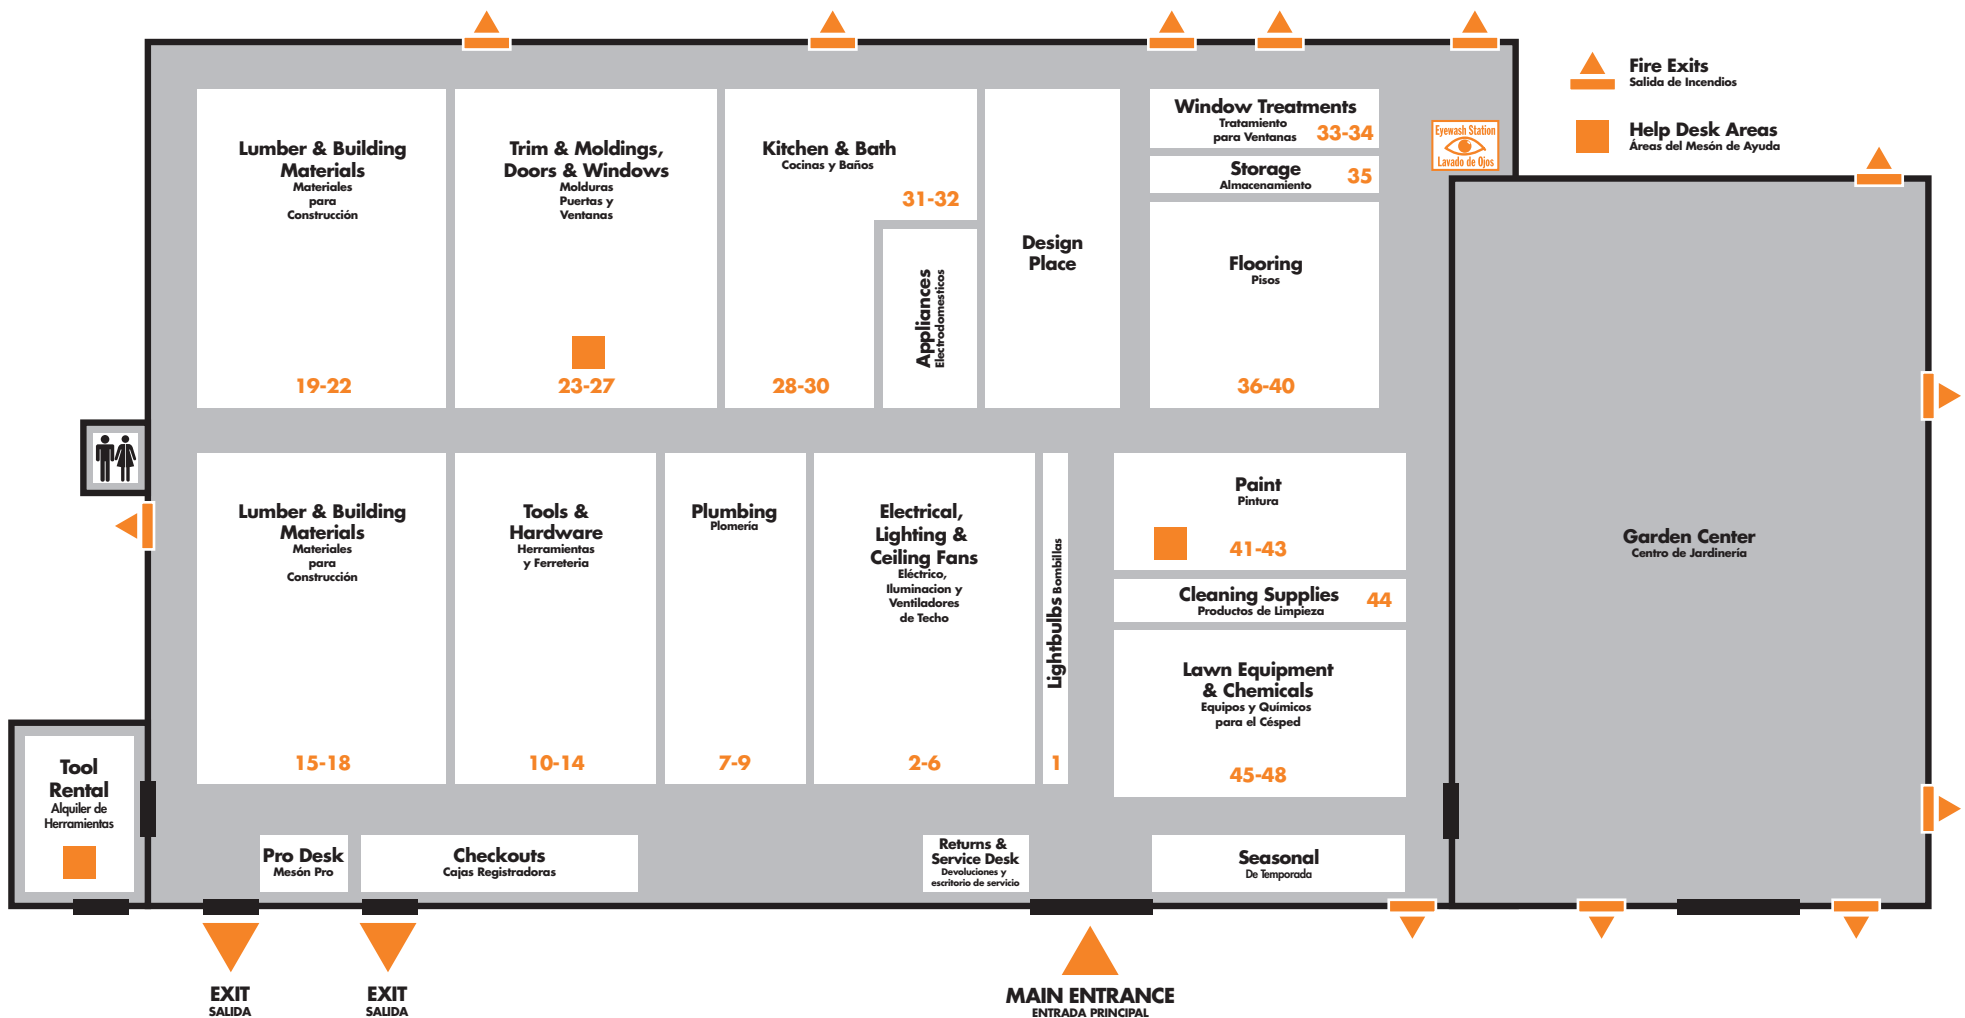 Fire Exits
Salida de Incendios
Help Desk Areas
Áreas del Mesón de Ayuda
Eyewash Station
Lavado de Ojos
Lumber & Building
Materials
Materiales
para
Construcción
19-22
Trim & Moldings,
Doors & Windows
Molduras
Puertas y
Ventanas
23-27
Kitchen & Bath
Cocinas y Baños
31-32
28-30
Appliances
Electrodomesticos
Design
Place
Window Treatments
Tratamiento
para Ventanas
33-34
Storage
Almacenamiento
35
Flooring
Pisos
36-40
Lumber & Building
Materials
Materiales
para
Construcción
15-18
Tools &
Hardware
Herramientas
y Ferreteria
10-14
Plumbing
Plomería
7-9
Electrical,
Lighting &
Ceiling Fans
Eléctrico,
Iluminacion y
Ventiladores
de Techo
2-6
Lightbulbs Bombillas
1
Paint
Pintura
41-43
Cleaning Supplies
Productos de Limpieza
44
Lawn Equipment
& Chemicals
Equipos y Químicos
para el Césped
45-48
Garden Center
Centro de Jardinería
Tool
Rental
Alquiler de
Herramientas
Pro Desk
Mesón Pro
Checkouts
Cajas Registradoras
Returns &
Service Desk
Devoluciones y
escritorio de servicio
Seasonal
De Temporada
EXIT
SALIDA
EXIT
SALIDA
MAIN ENTRANCE
ENTRADA PRINCIPAL